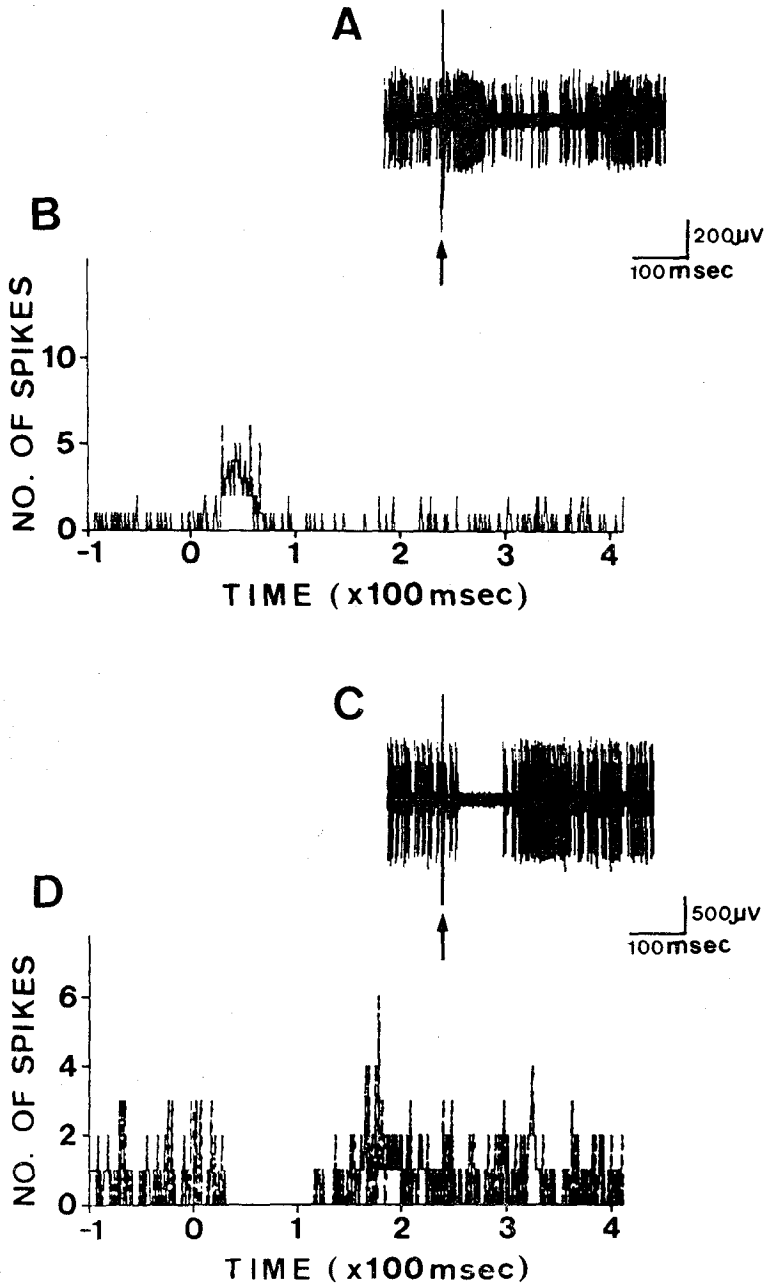 A
200µV
100msec
B
NO. OF SPIKES
10
5
0
-1 0 1 2 3 4
TIME (x100msec)
C
500µV
100msec
D
NO. OF SPIKES
6
4
2
0
-1 0 1 2 3 4
TIME (x100msec)